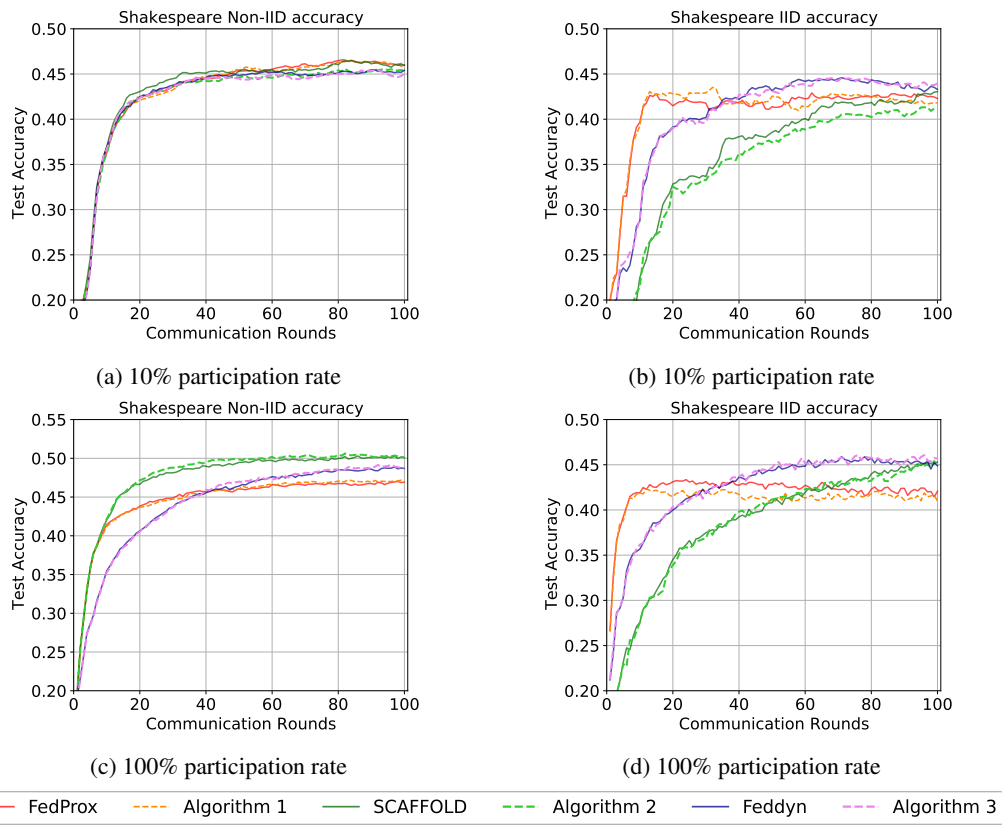 Shakespeare Non-IID accuracy
0.50
0.45
0.40
0.35
0.30
0.25
0.20
Test Accuracy
0 20 40 60 80 100
Communication Rounds
(a) 10% participation rate
Shakespeare IID accuracy
0.50
0.45
0.40
0.35
0.30
0.25
0.20
Test Accuracy
0 20 40 60 80 100
Communication Rounds
(b) 10% participation rate
Shakespeare Non-IID accuracy
0.55
0.50
0.45
0.40
0.35
0.30
0.25
0.20
Test Accuracy
0 20 40 60 80 100
Communication Rounds
(c) 100% participation rate
Shakespeare IID accuracy
0.50
0.45
0.40
0.35
0.30
0.25
0.20
Test Accuracy
0 20 40 60 80 100
Communication Rounds
(d) 100% participation rate
FedProx Algorithm 1 SCAFFOLD Algorithm 2 Feddyn Algorithm 3